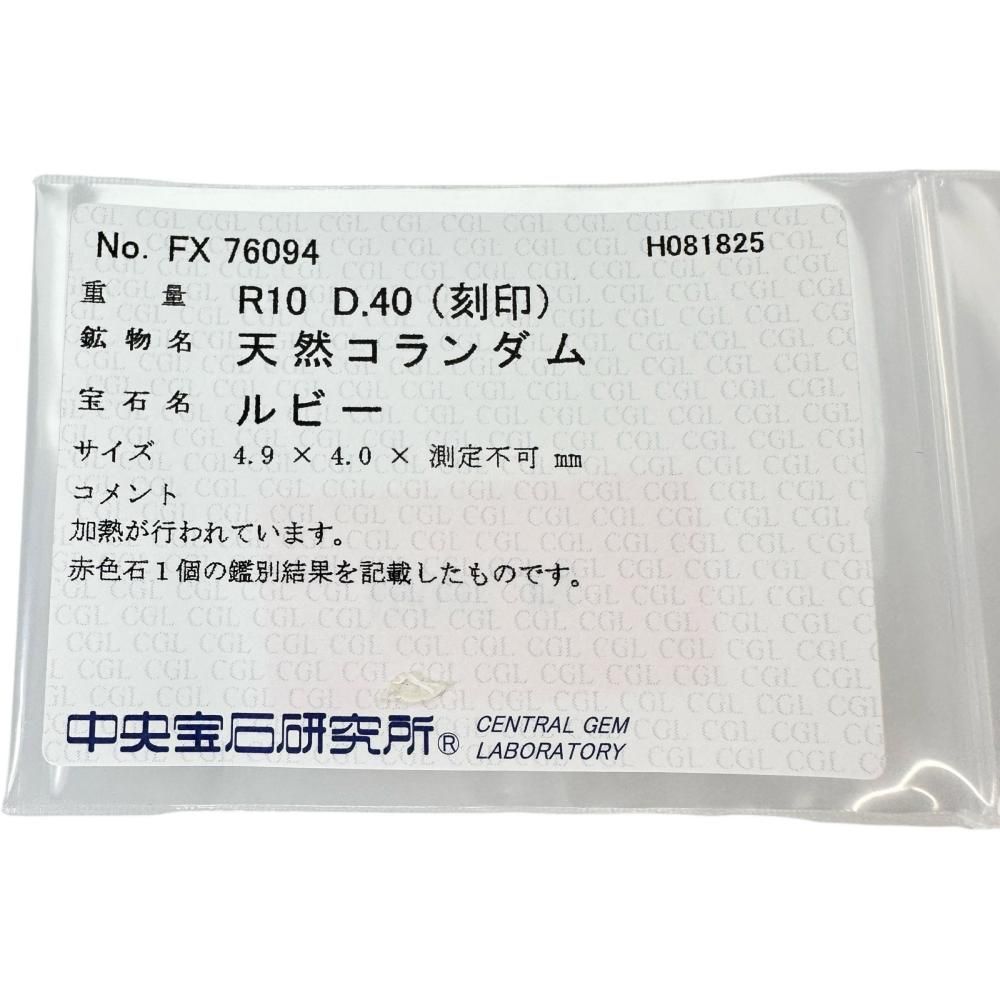 No. FX 76094 H081825
重量 R10 D.40 (刻印)
鉱物名 天然コランダム
宝石名 ルビー
サイズ 4.9 × 4.0 × 測定不可 mm
コメント
加熱が行われています。
赤色石1個の鑑別結果を記載したものです。
中央宝石研究所® CENTRAL GEM
LABORATORY